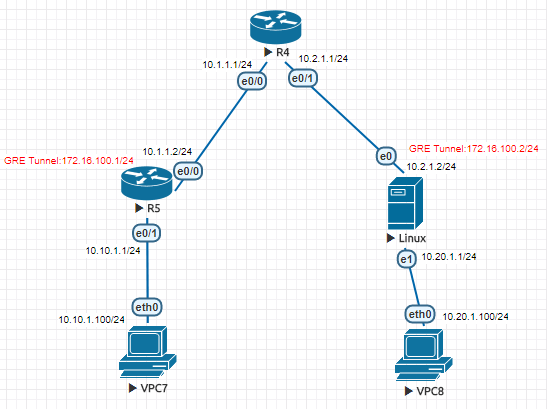 R4
10.1.1.1/24
10.2.1.1/24
e0/0
e0/1
GRE Tunnel:172.16.100.1/24
10.1.1.2/24
e0/0
R5
e0/1
10.10.1.1/24
GRE Tunnel:172.16.100.2/24
e0
10.2.1.2/24
Linux
e1
10.20.1.1/24
10.10.1.100/24
eth0
VPC7
eth0
10.20.1.100/24
VPC8